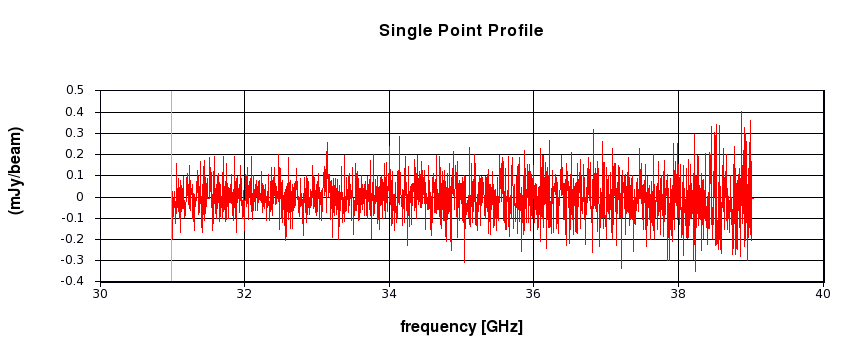 Single Point Profile
(mJy/beam)
0.5
0.4
0.3
0.2
0.1
0
-0.1
-0.2
-0.3
-0.4
30 32 34 36 38 40
frequency [GHz]